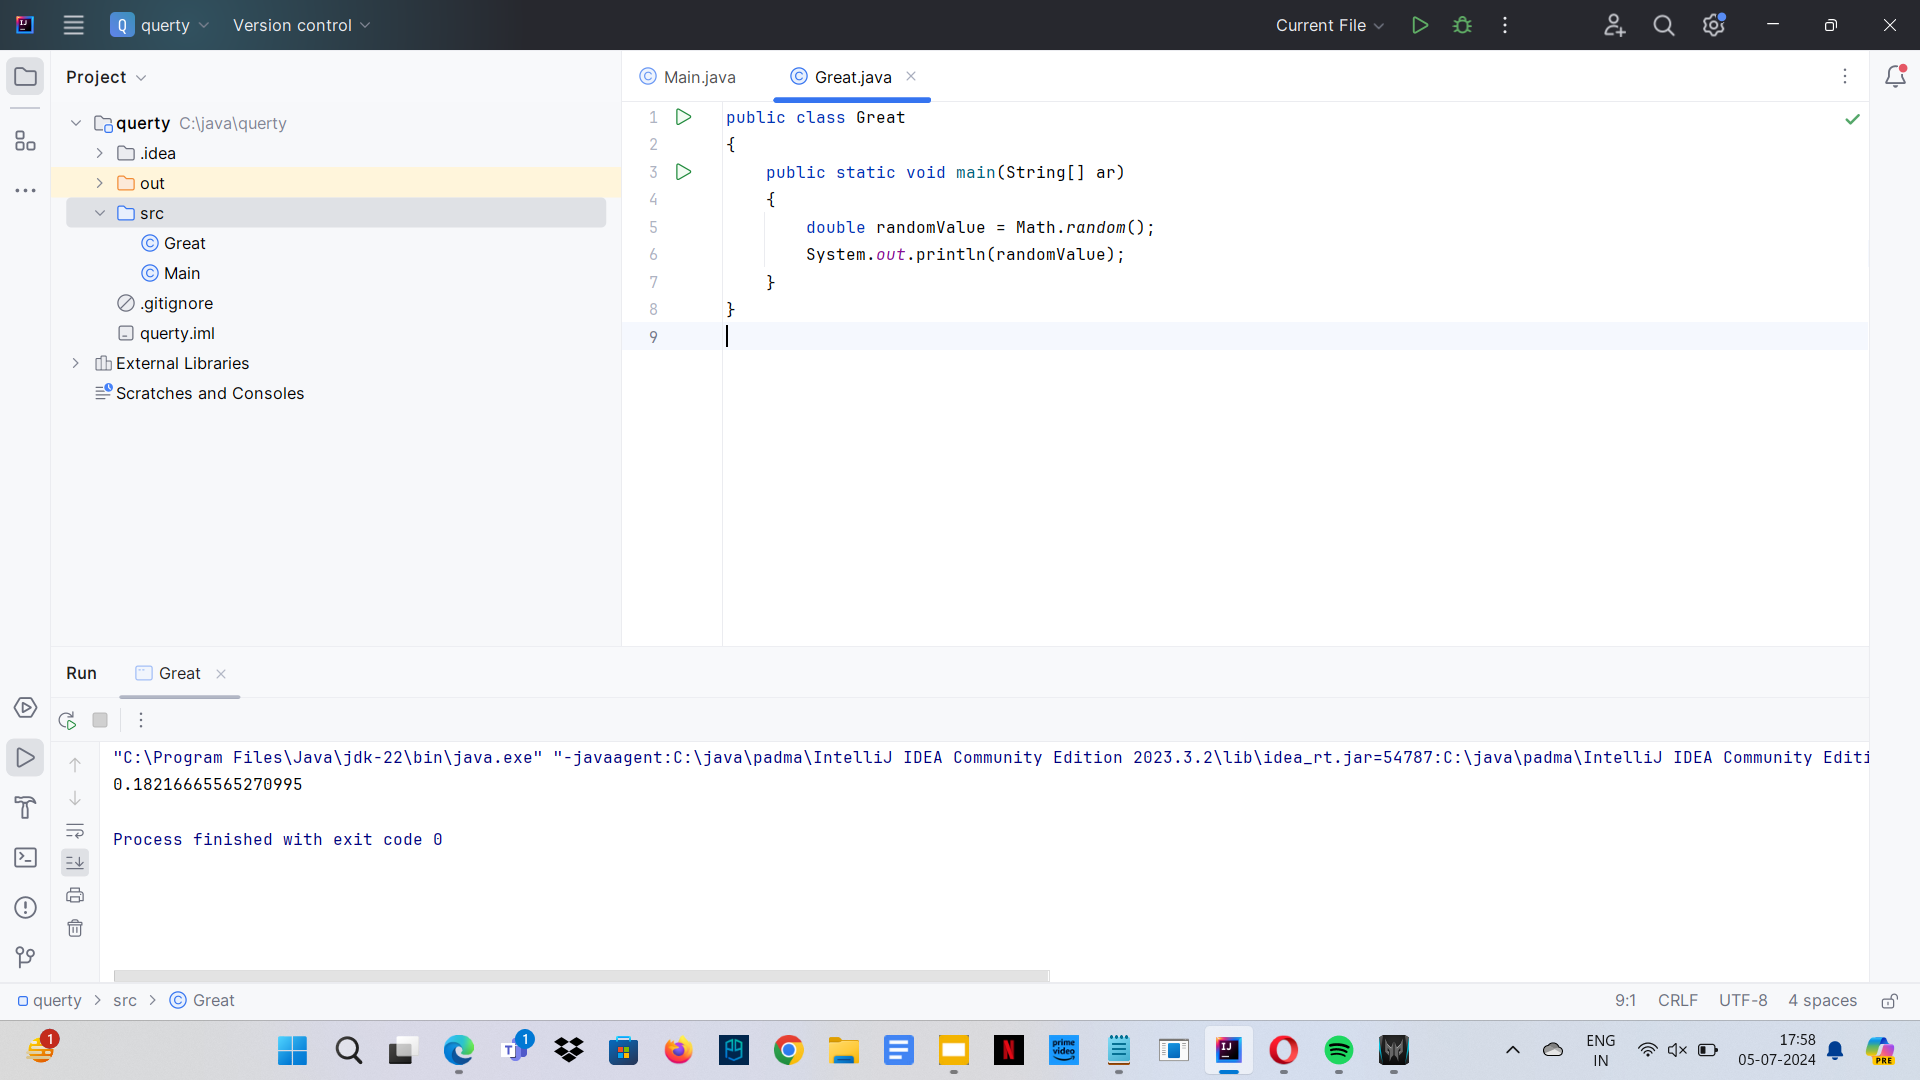 Q querty Version control Current File
Project
querty C:\java\querty
.idea
out
src
Great
Main
.gitignore
querty.iml
External Libraries
Scratches and Consoles
Main.java Great.java
1 public class Great
2 {
3 public static void main(String[] ar)
4 {
5 double randomValue = Math.random();
6 System.out.println(randomValue);
7 }
8 }
9
Run Great
"C:\Program Files\Java\jdk-22\bin\java.exe" "-javaagent:C:\java\padma\IntelliJ IDEA Community Edition 2023.3.2\lib\idea_rt.jar=54787:C:\java\padma\IntelliJ IDEA Community Editi
0.18216665565270995
Process finished with exit code 0
querty > src > Great 9:1 CRLF UTF-8 4 spaces
1 1 N prime video IJ ENG IN 17:58 05-07-2024 PRE